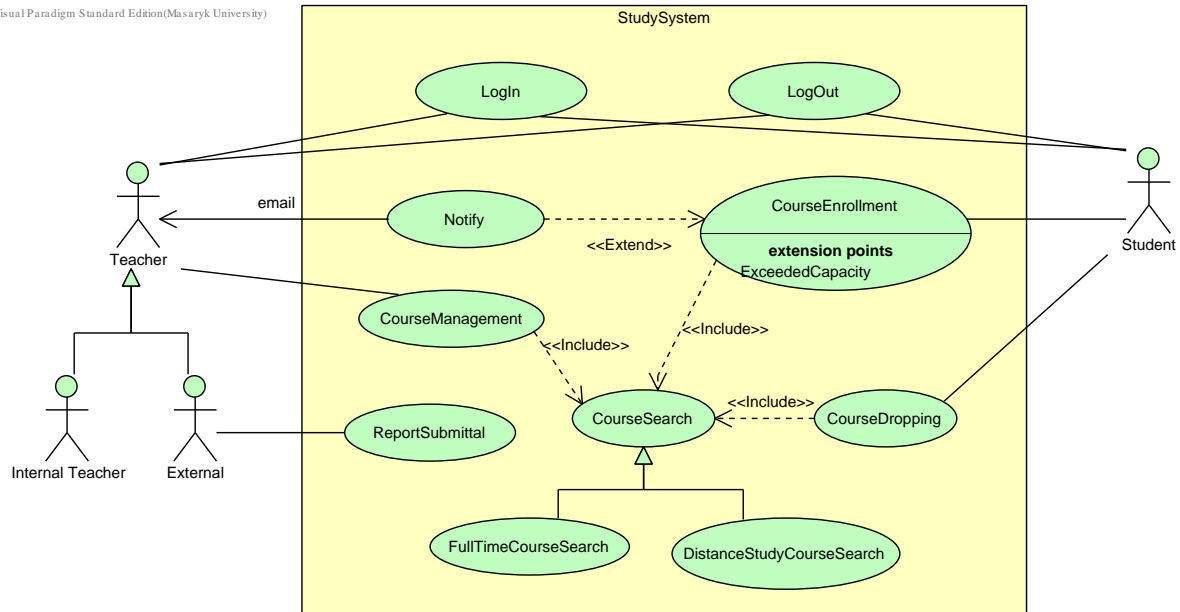 isual Paradigm Standard Edition(Masaryk University)
StudySystem
LogIn
LogOut
email
Notify
CourseEnrollment
<<Extend>>
extension points
ExceededCapacity
Teacher
Student
CourseManagement
<<Include>>
<<Include>>
<<Include>>
CourseSearch
CourseDropping
ReportSubmittal
Internal Teacher
External
FullTimeCourseSearch
DistanceStudyCourseSearch